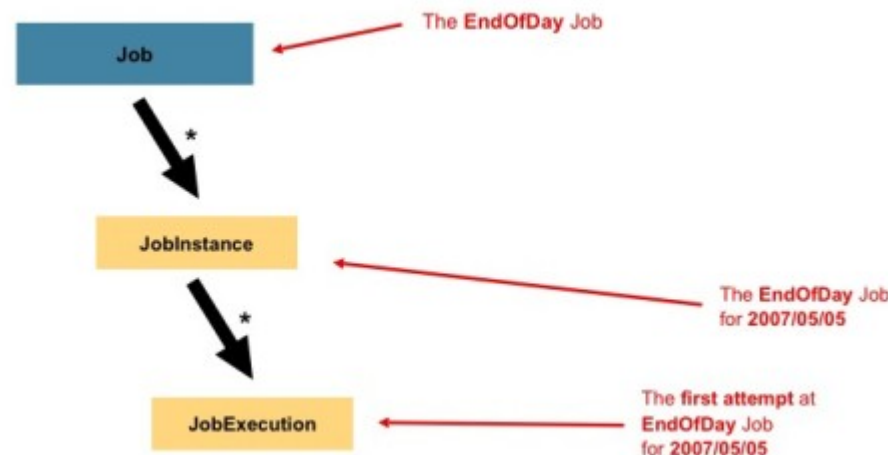 The EndOfDay Job
Job
*
JobInstance
*
The EndOfDay Job
for 2007/05/05
JobExecution
The first attempt at
EndOfDay Job
for 2007/05/05